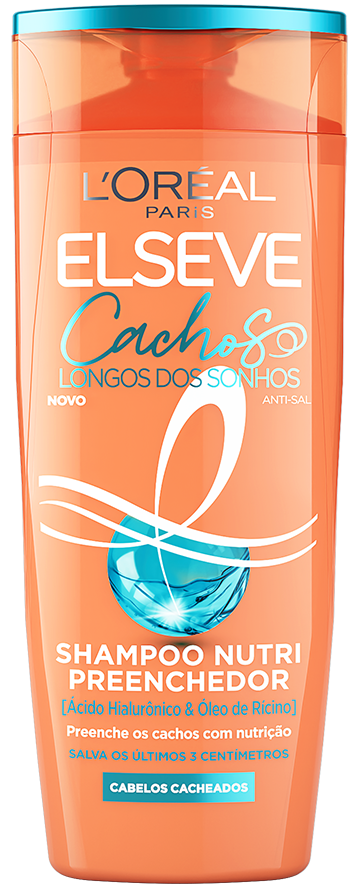 L'ORÉAL
PARIS
ELSEVE
Cachos
LONGOS DOS SONHOS
NOVO
ANTI-SAL
SHAMPOO NUTRI
PREENCHEDOR
[Ácido Hialurônico & Óleo de Rícino]
Preenche os cachos com nutrição
SALVA OS ÚLTIMOS 3 CENTÍMETROS
CABELOS CACHEADOS